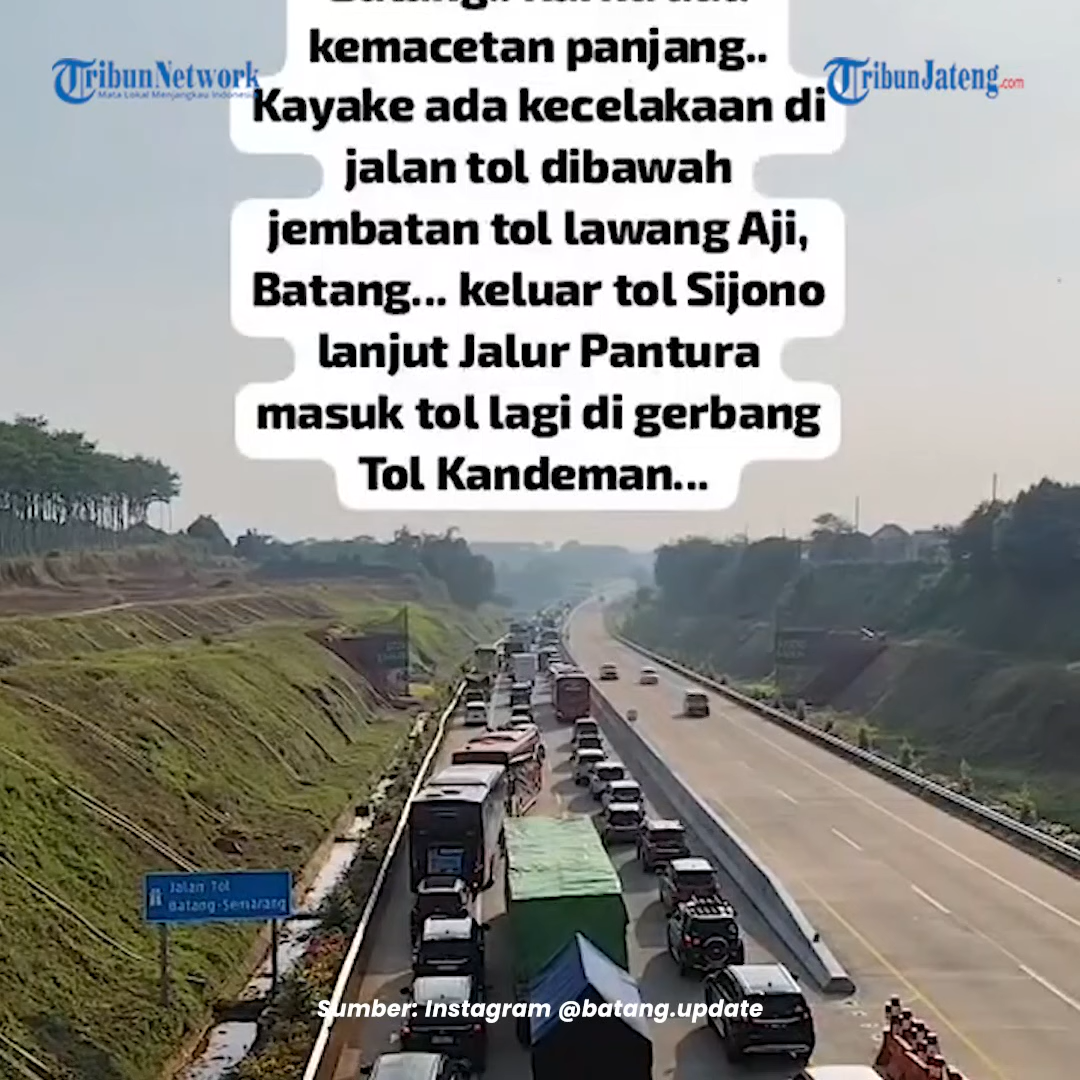 TribunNetwork
Mata Lokal Menjangkau Indonesia
TribunJateng.com
kemacetan panjang..
Kayake ada kecelakaan di
jalan tol dibawah
jembatan tol lawang Aji,
Batang... keluar tol Sijono
lanjut Jalur Pantura
masuk tol lagi di gerbang
Tol Kandeman...
Jalan Tol
Batang-Semarang
Sumber: Instagram @batang.update